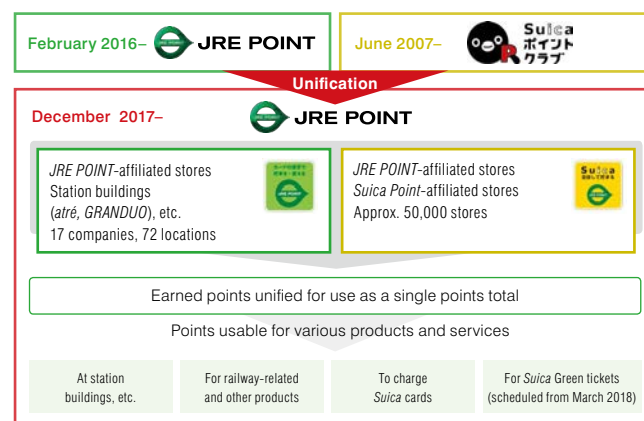 February 2016–
JRE POINT
June 2007–
Suica
ポイント
クラブ
Unification
December 2017–
JRE POINT
JRE POINT-affiliated stores
Station buildings
(atré, GRANDUO), etc.
17 companies, 72 locations
JRE POINT-affiliated stores
Suica Point-affiliated stores
Approx. 50,000 stores
Suica
Earned points unified for use as a single points total
Points usable for various products and services
At station
buildings, etc.
For railway-related
and other products
To charge
Suica cards
For Suica Green tickets
(scheduled from March 2018)